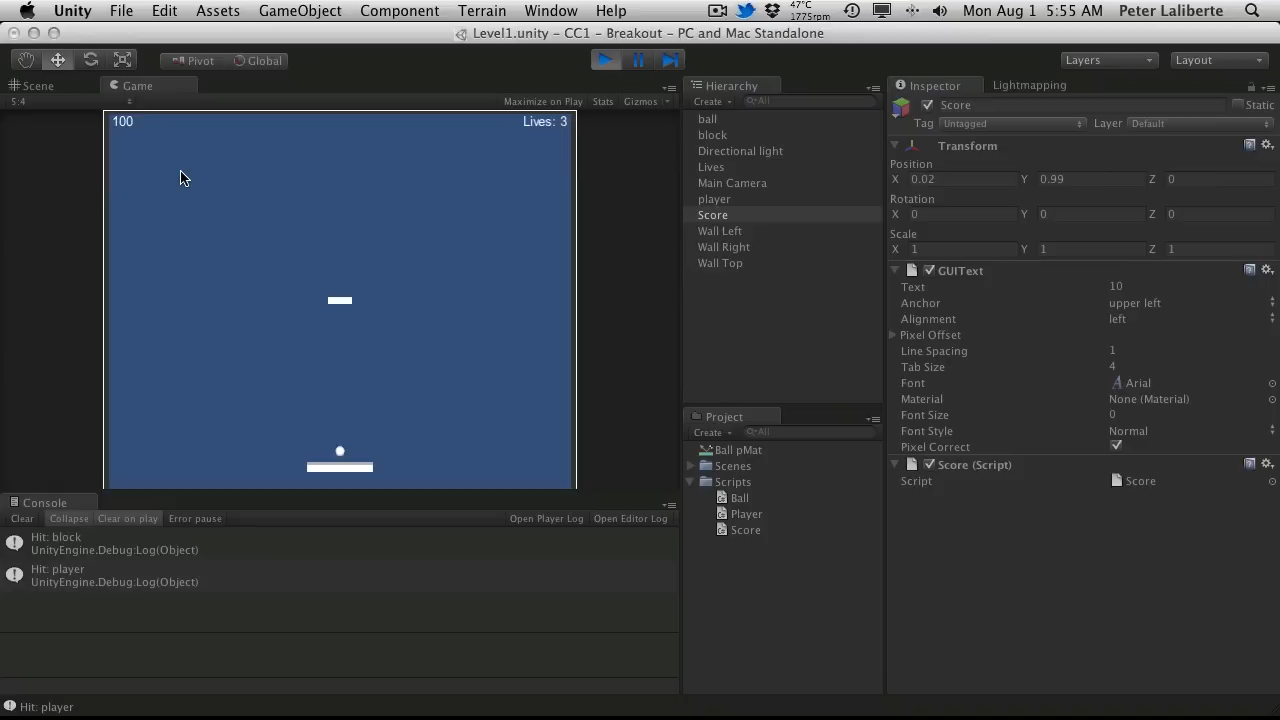 Unity File Edit Assets GameObject Component Terrain Window Help 47°C 1775rpm Mon Aug 1 5:55 AM Peter Laliberte
Level1.unity – CC1 – Breakout – PC and Mac Standalone
Pivot Global Layers Layout
Scene Game
5:4 Maximize on Play Stats Gizmos
100 Lives: 3
Hierarchy
Create All
ball
block
Directional light
Lives
Main Camera
player
Score
Wall Left
Wall Right
Wall Top
Project
Create All
Ball pMat
Scenes
Scripts
Ball
Player
Score
Inspector Lightmapping
Score Static
Tag Untagged Layer Default
Transform
Position
X 0.02 Y 0.99 Z 0
Rotation
X 0 Y 0 Z 0
Scale
X 1 Y 1 Z 1
GUIText
Text 10
Anchor upper left
Alignment left
Pixel Offset
Line Spacing 1
Tab Size 4
Font Arial
Material None (Material)
Font Size 0
Font Style Normal
Pixel Correct
Score (Script)
Script Score
Console
Clear Collapse Clear on play Error pause Open Player Log Open Editor Log
Hit: block
UnityEngine.Debug:Log(Object)
Hit: player
UnityEngine.Debug:Log(Object)
Hit: player